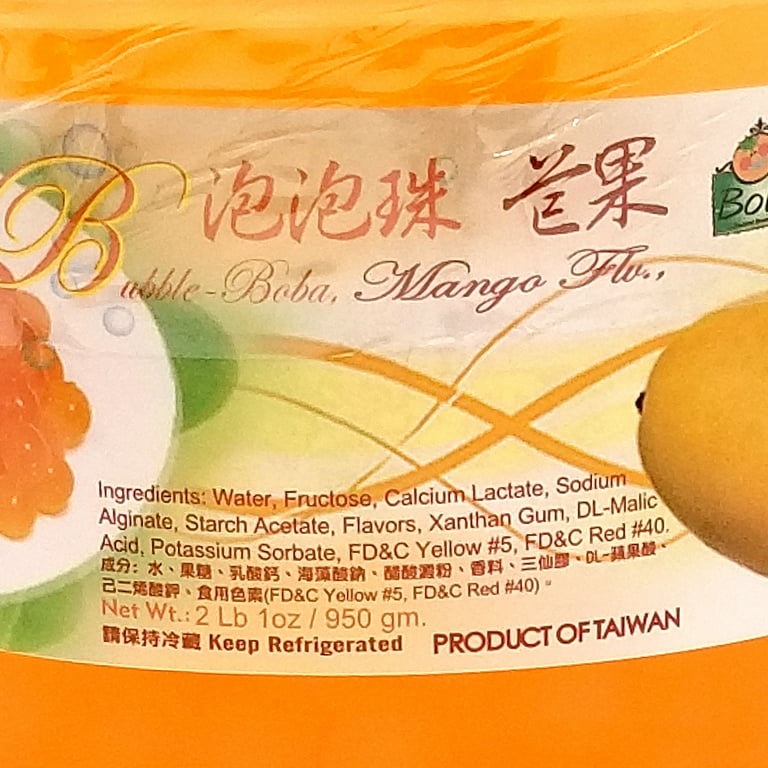 泡泡珠 芒果
Bubble-Boba, Mango Flv.,
Ingredients: Water, Fructose, Calcium Lactate, Sodium
Alginate, Starch Acetate, Flavors, Xanthan Gum, DL-Malic
Acid, Potassium Sorbate, FD&C Yellow #5, FD&C Red #40.
成分: 水、果糖、乳酸鈣、海藻酸鈉、醋酸澱粉、香料、三仙膠、DL-蘋果酸、
己二烯酸鉀、食用色素(FD&C Yellow #5, FD&C Red #40)。
Net Wt.: 2 Lb 1oz / 950 gm.
請保持冷藏 Keep Refrigerated PRODUCT OF TAIWAN